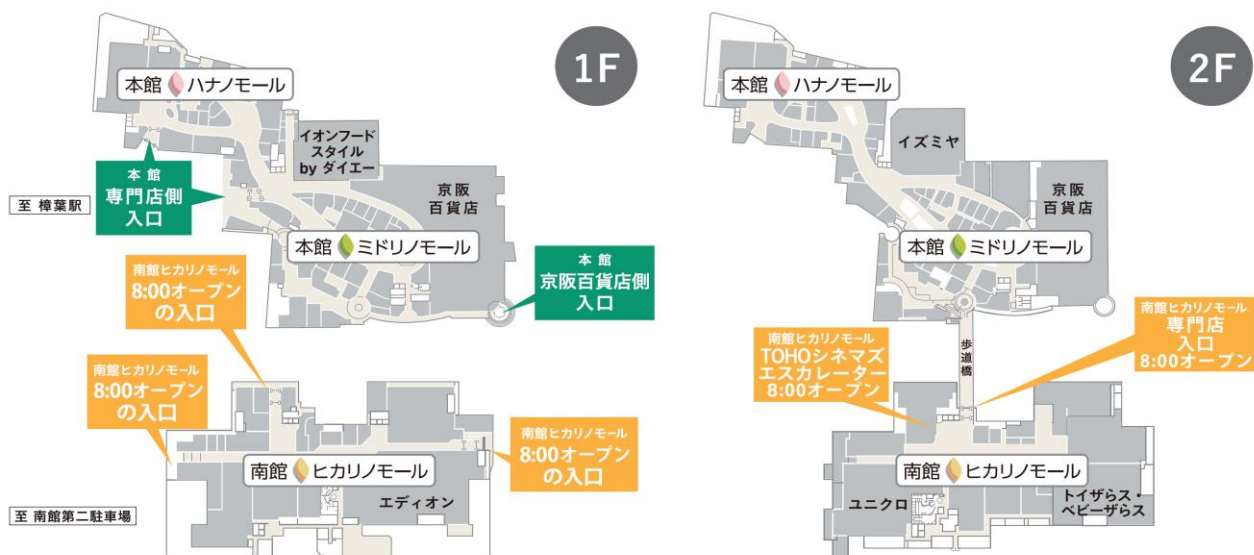 1F
本館 ハナノモール
イオンフード
スタイル
by ダイエー
本館
専門店側
入口
至 樟葉駅
京阪
百貨店
本館 ミドリノモール
本館
京阪百貨店側
入口
南館ヒカリノモール
8:00オープン
の入口
南館ヒカリノモール
8:00オープン
の入口
南館ヒカリノモール
8:00オープン
の入口
南館 ヒカリノモール
エディオン
至 南館第二駐車場
2F
本館 ハナノモール
イズミヤ
京阪
百貨店
本館 ミドリノモール
歩道橋
南館ヒカリノモール
TOHOシネマズ
エスカレーター
8:00オープン
南館ヒカリノモール
専門店
入口
8:00オープン
南館 ヒカリノモール
ユニクロ
トイザらス・
ベビーザらス